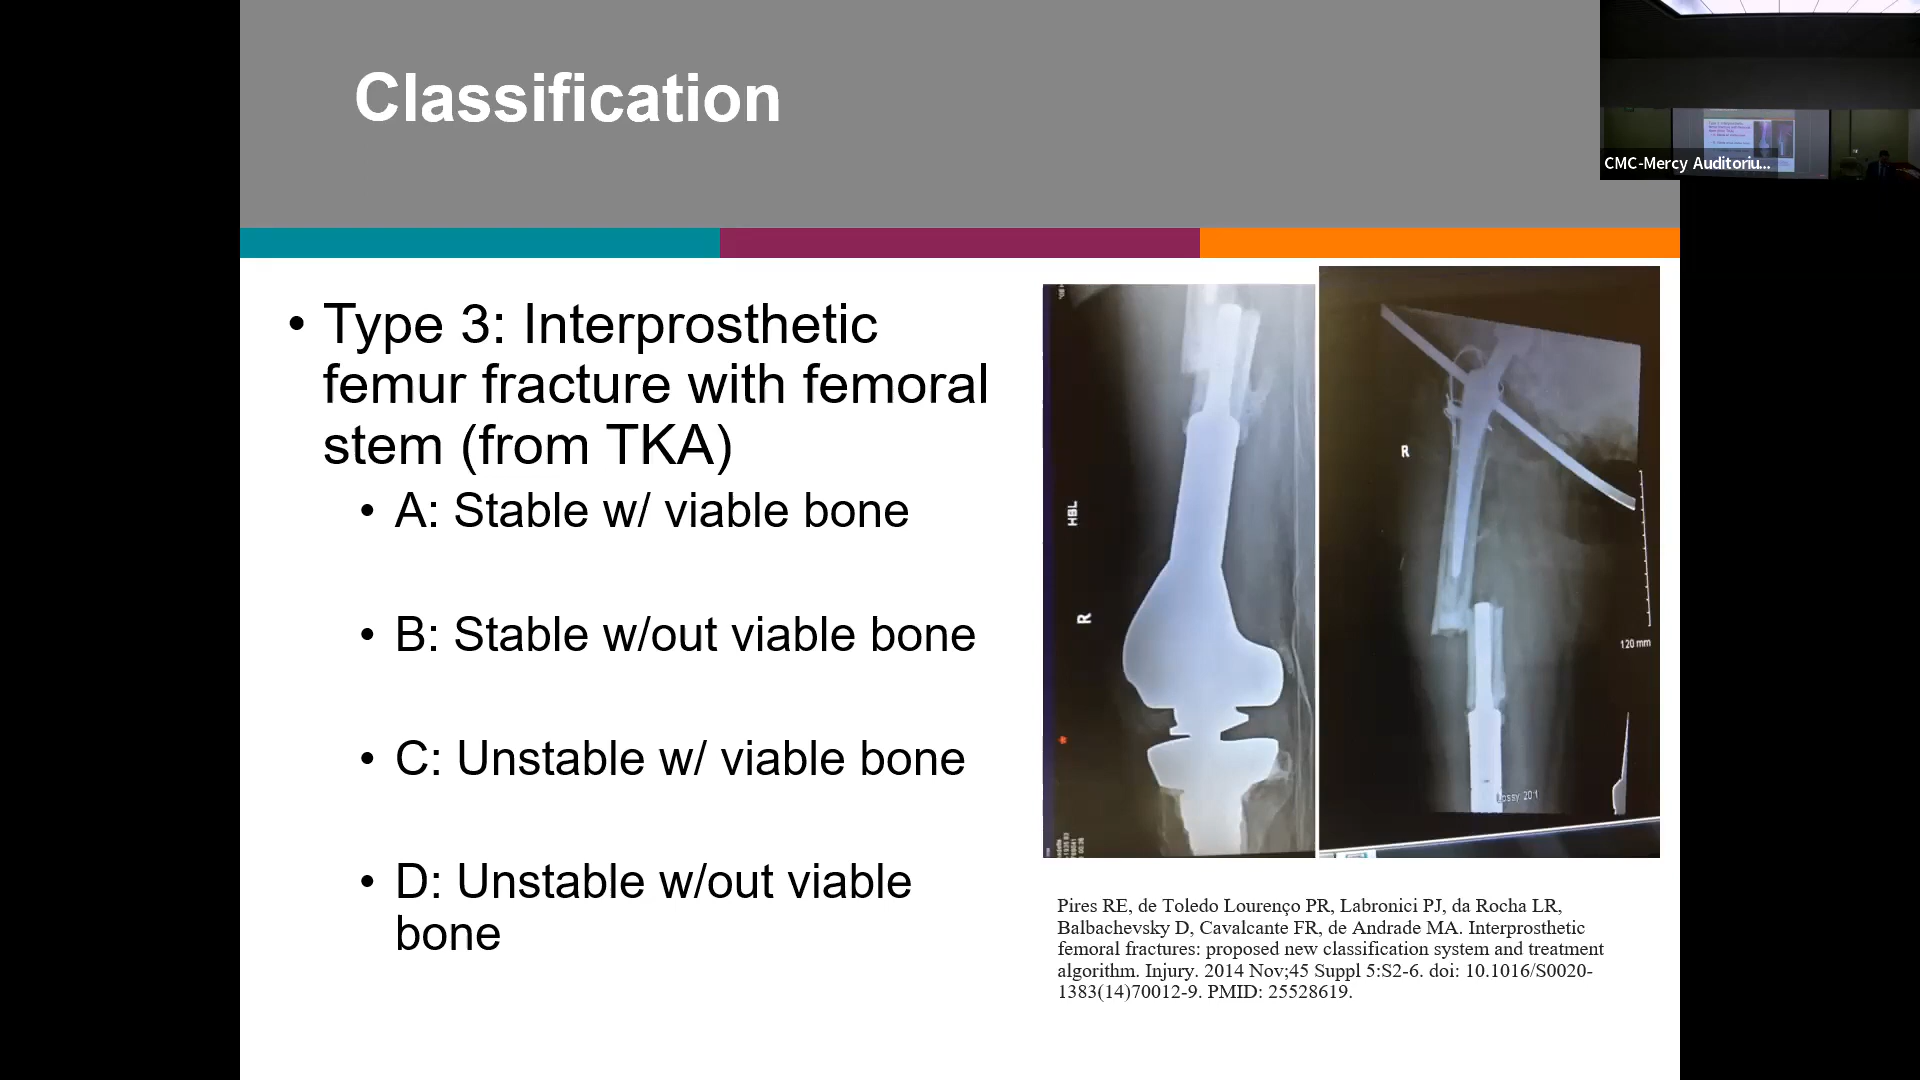 Classification
CMC-Mercy Auditoriu...
• Type 3: Interprosthetic
femur fracture with femoral
stem (from TKA)
• A: Stable w/ viable bone
• B: Stable w/out viable bone
• C: Unstable w/ viable bone
• D: Unstable w/out viable
bone
HBL
R
R
120 mm
Pires RE, de Toledo Lourenço PR, Labronici PJ, da Rocha LR,
Balbachevsky D, Cavalcante FR, de Andrade MA. Interprosthetic
femoral fractures: proposed new classification system and treatment
algorithm. Injury. 2014 Nov;45 Suppl 5:S2-6. doi: 10.1016/S0020-
1383(14)70012-9. PMID: 25528619.